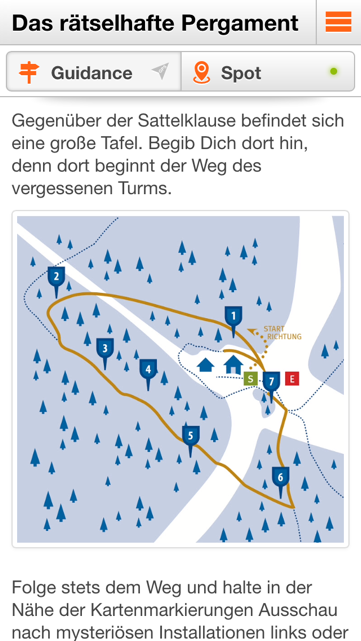 Das rätselhafte Pergament
Guidance
Spot
Gegenüber der Sattelklause befindet sich
eine große Tafel. Begib Dich dort hin,
denn dort beginnt der Weg des
vergessenen Turms.
2
1
START
RICHTUNG
3
4
S
7
E
5
6
Folge stets dem Weg und halte in der
Nähe der Kartenmarkierungen Ausschau
nach mysteriösen Installationen links oder